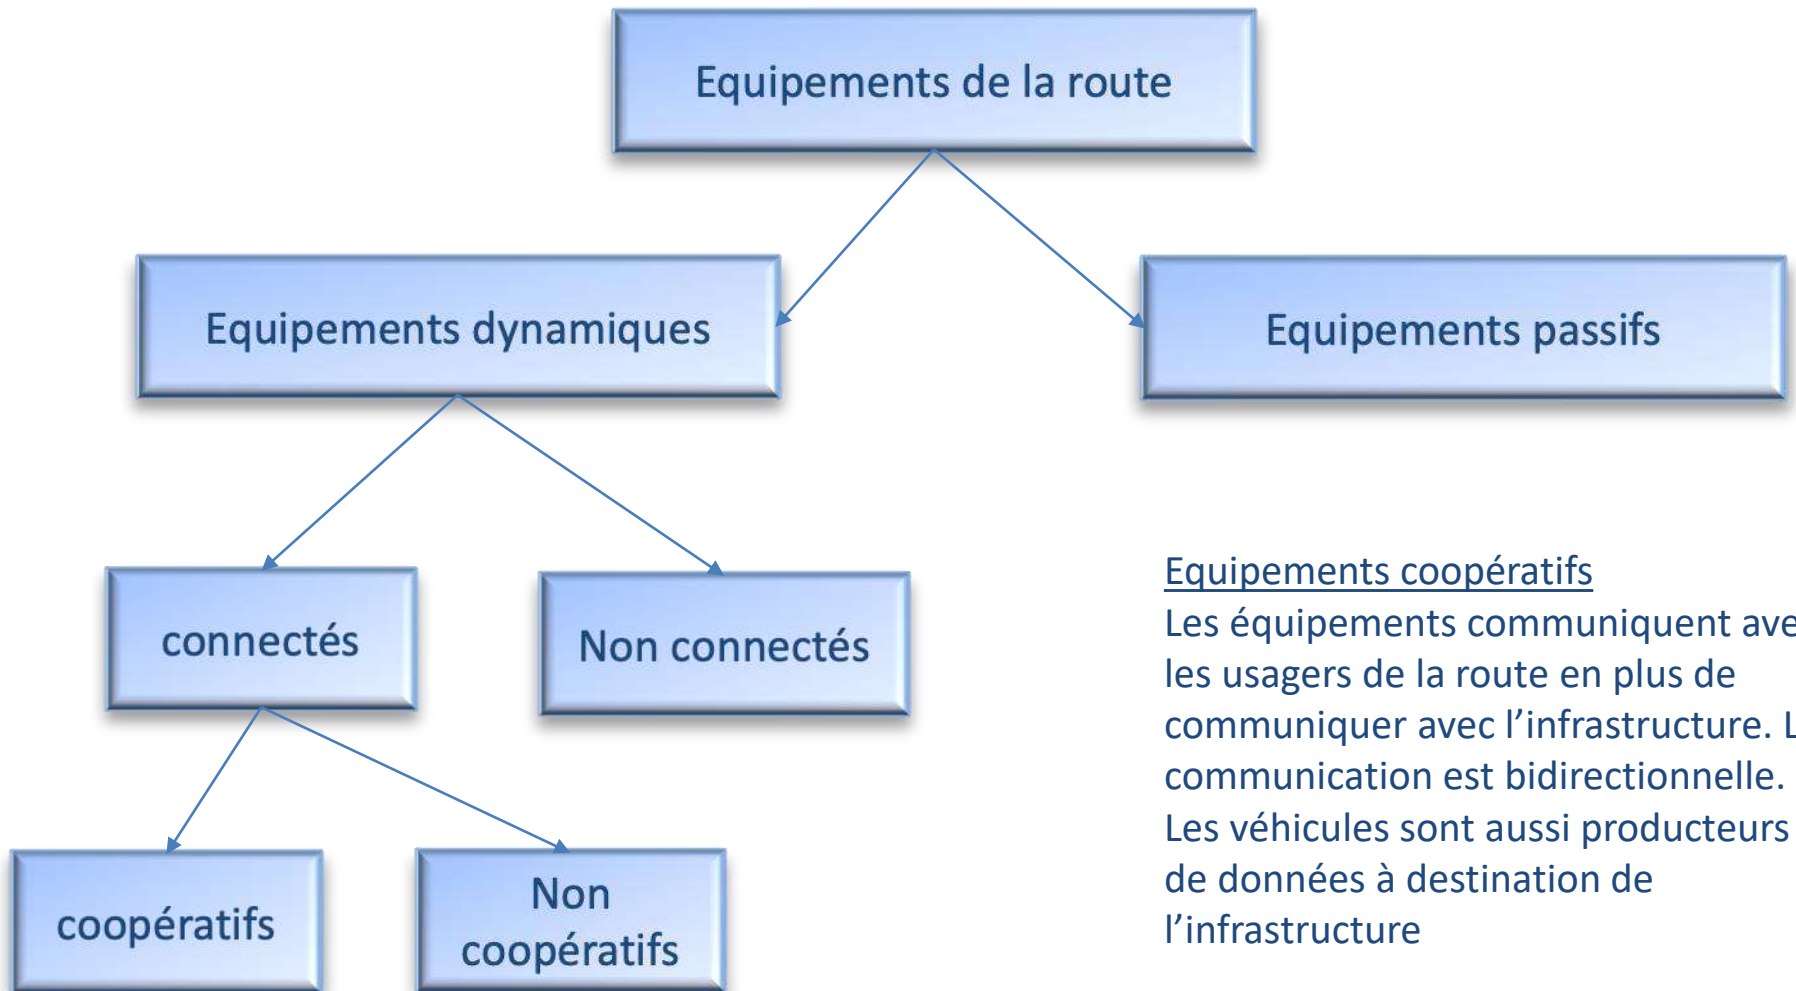 Equipements de la route
Equipements dynamiques
Equipements passifs
connectés
Non connectés
coopératifs
Non
coopératifs
Equipements coopératifs
Les équipements communiquent
les usagers de la route en plus de
communiquer avec l’infrastructure.
communication est bidirectionnelle.
Les véhicules sont aussi producteurs
de données à destination de
l’infrastructure